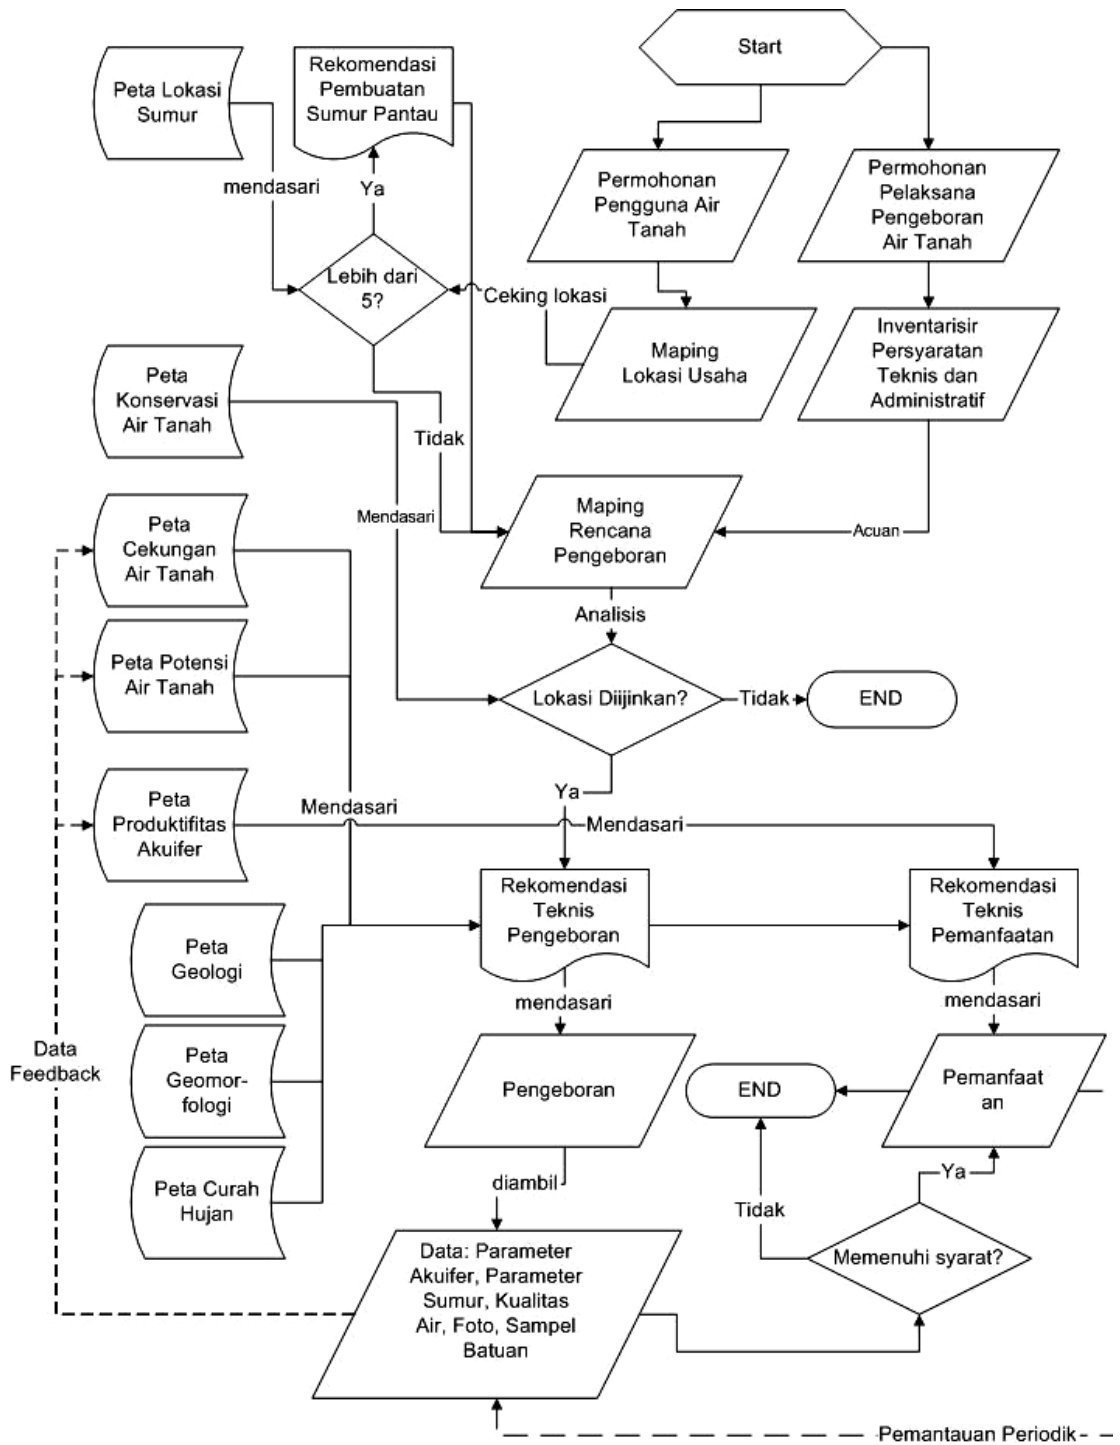 Start
Peta Lokasi
Sumur
Rekomendasi
Pembuatan
Sumur Pantau
mendasari
Ya
Permohonan
Pengguna Air
Tanah
Permohonan
Pelaksana
Pengeboran
Air Tanah
Lebih dari
5?
Ceking lokasi
Maping
Lokasi Usaha
Inventarisir
Persyaratan
Teknis dan
Administratif
Peta
Konservasi
Air Tanah
Tidak
Mendasari
Maping
Rencana
Pengeboran
Acuan
Peta
Cekungan
Air Tanah
Analisis
Peta Potensi
Air Tanah
Lokasi Diijinkan?
Tidak
END
Ya
Peta
Produktifitas
Akuifer
Mendasari
Mendasari
Rekomendasi
Teknis
Pengeboran
Rekomendasi
Teknis
Pemanfaatan
Peta
Geologi
mendasari
mendasari
Data
Feedback
Peta
Geomor-
fologi
Pengeboran
END
Pemanfaat
an
Peta Curah
Hujan
diambil
Ya
Tidak
Memenuhi syarat?
Data: Parameter
Akuifer, Parameter
Sumur, Kualitas
Air, Foto, Sampel
Batuan
Pemantauan Periodik